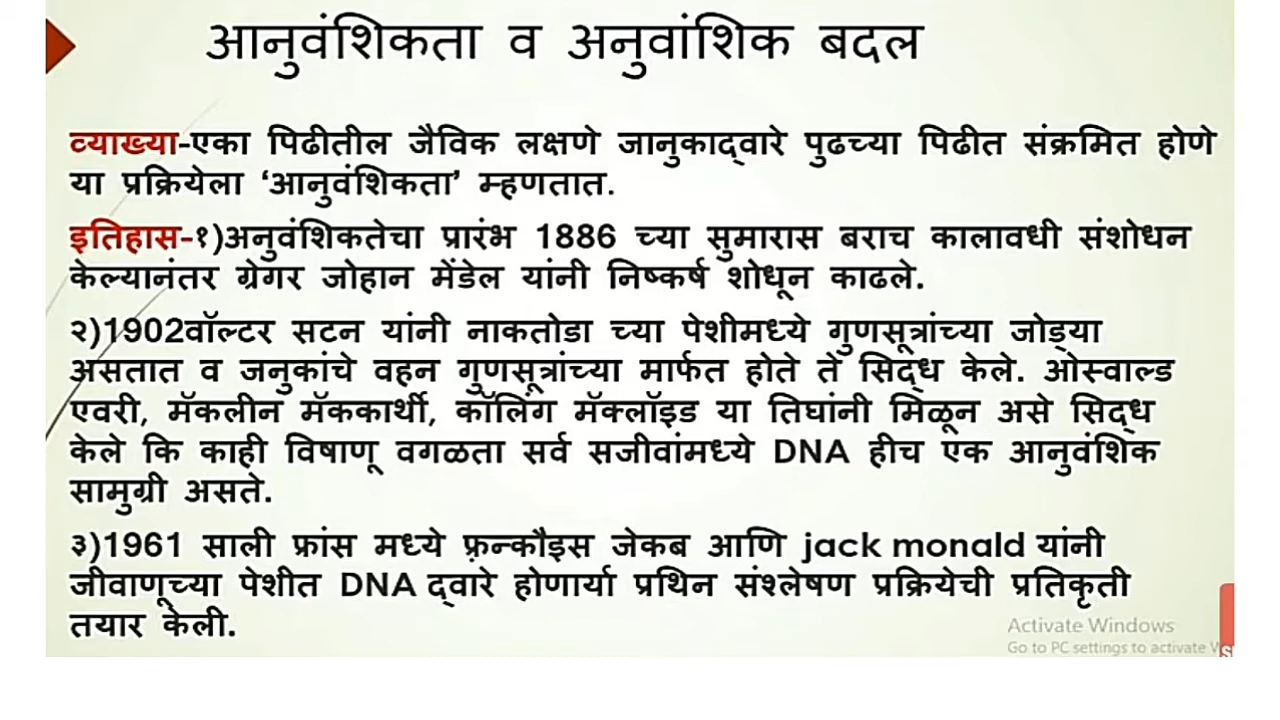 आनुवंशिकता व अनुवांशिक बदल
व्याख्या-एका पिढीतील जैविक लक्षणे जानुकाद्वारे पुढच्या पिढीत संक्रमित होणे
या प्रक्रियेला ‘आनुवंशिकता’ म्हणतात.
इतिहास-१)अनुवंशिकतेचा प्रारंभ 1886 च्या सुमारास बराच कालावधी संशोधन
केल्यानंतर ग्रेगर जोहान मेंडेल यांनी निष्कर्ष शोधून काढले.
२)1902वॉल्टर सटन यांनी नाकतोडा च्या पेशीमध्ये गुणसूत्रांच्या जोड्या
असतात व जनुकांचे वहन गुणसूत्रांच्या मार्फत होते ते सिद्ध केले. ओस्वाल्ड
एवरी, मॅकलीन मॅककार्थी, कॉलिंग मॅक्लॉइड या तिघांनी मिळून असे सिद्ध
केले कि काही विषाणू वगळता सर्व सजीवांमध्ये DNA हीच एक आनुवंशिक
सामुग्री असते.
३)1961 साली फ्रांस मध्ये फ़्रन्कौइस जेकब आणि jack monald यांनी
जीवाणूच्या पेशीत DNA द्वारे होणार्या प्रथिन संश्लेषण प्रक्रियेची प्रतिकृती
तयार केली.
Activate Windows
Go to PC settings to activate